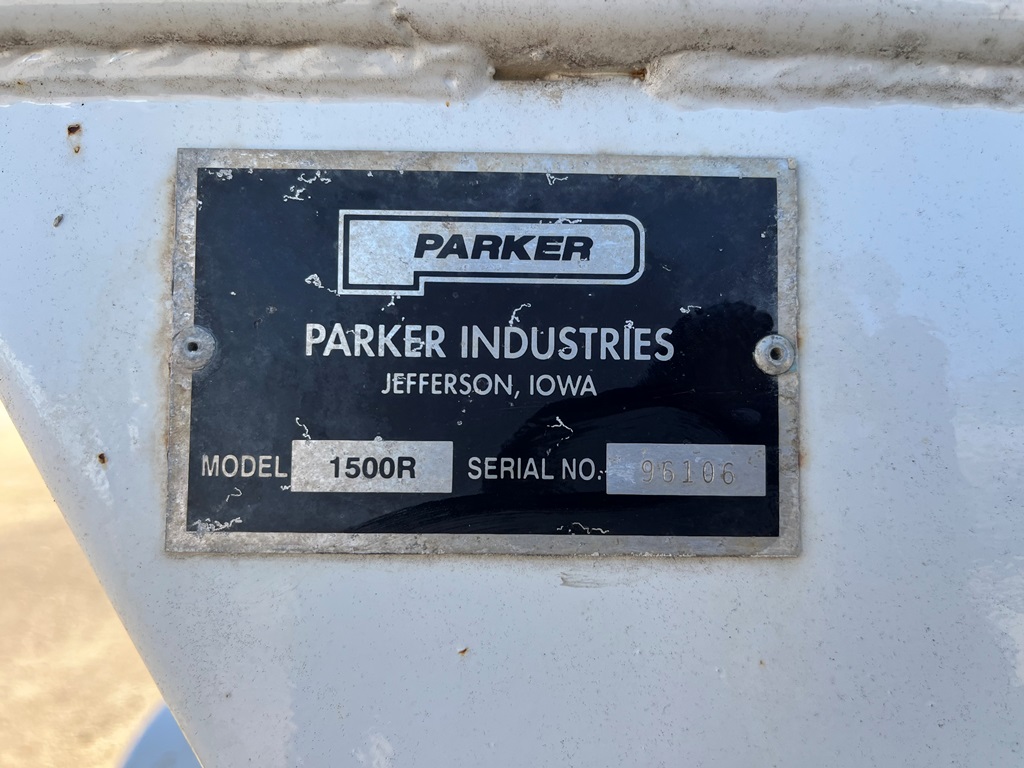 PARKER
PARKER INDUSTRIES
JEFFERSON, IOWA
MODEL 1500R SERIAL NO. 96106